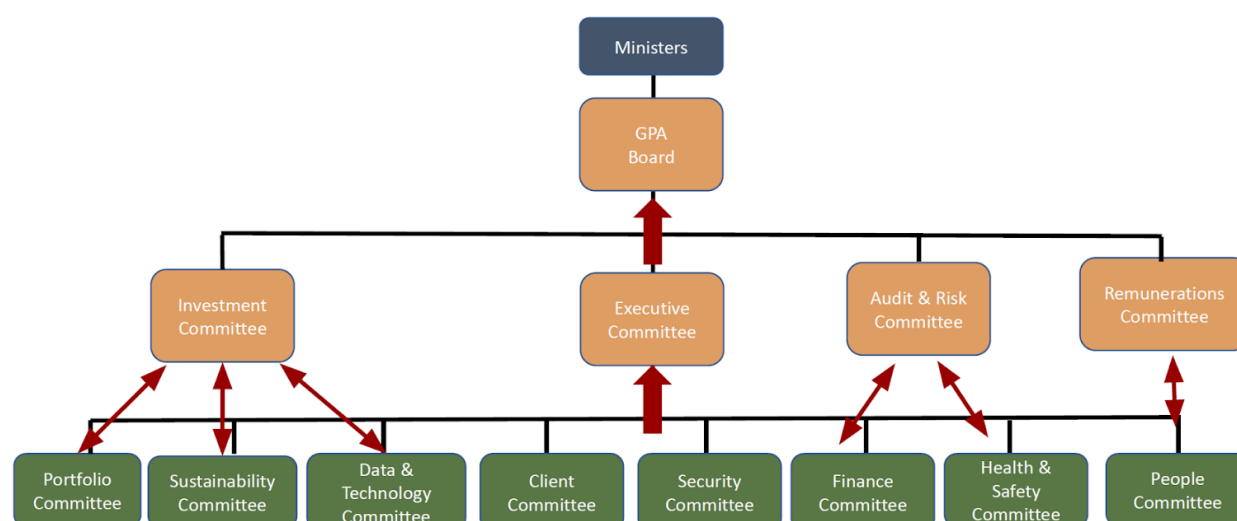 Ministers
GPA
Board
Investment
Committee
Executive
Committee
Audit & Risk
Committee
Remunerations
Committee
Portfolio
Committee
Sustainability
Committee
Data &
Technology
Committee
Client
Committee
Security
Committee
Finance
Committee
Health &
Safety
Committee
People
Committee